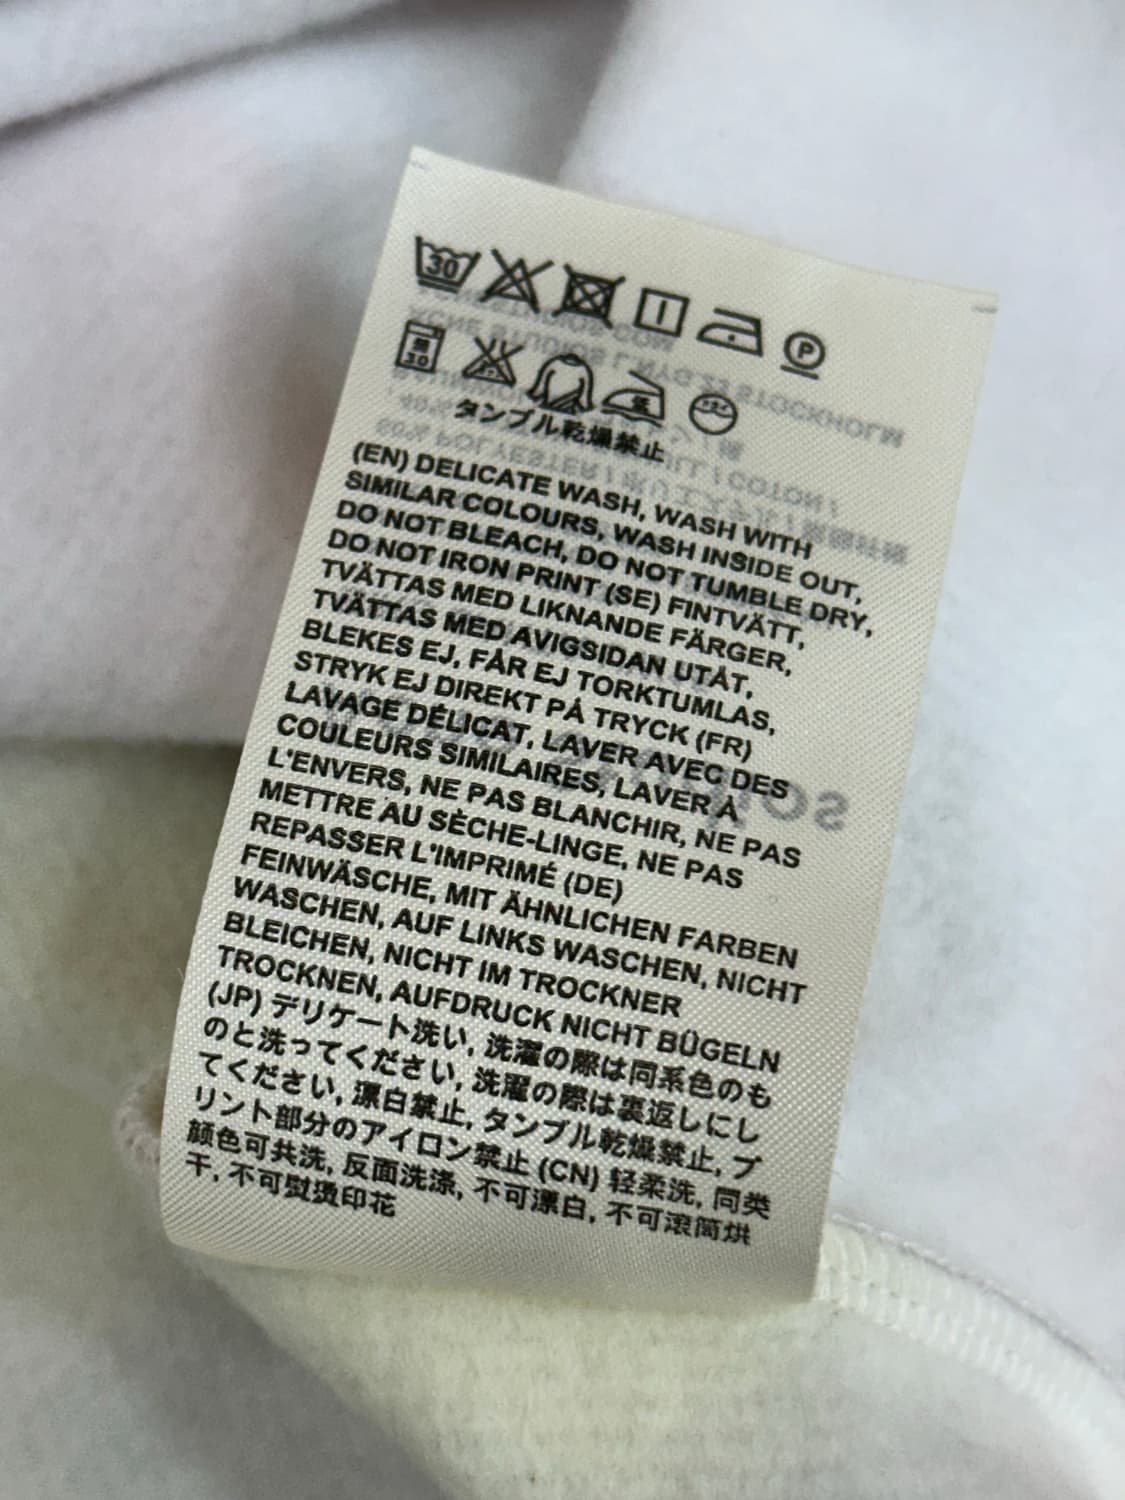 30
P
弱
30
低
タンブル乾燥禁止
(EN) DELICATE WASH, WASH WITH
SIMILAR COLOURS, WASH INSIDE OUT,
DO NOT BLEACH, DO NOT TUMBLE DRY,
DO NOT IRON PRINT (SE) FINTVÄTT,
TVÄTTAS MED LIKNANDE FÄRGER,
TVÄTTAS MED AVIGSIDAN UTÅT,
BLEKES EJ, FÅR EJ TORKTUMLAS,
STRYK EJ DIREKT PÅ TRYCK (FR)
LAVAGE DÉLICAT, LAVER AVEC DES
COULEURS SIMILAIRES, LAVER À
L'ENVERS, NE PAS BLANCHIR, NE PAS
METTRE AU SÈCHE-LINGE, NE PAS
REPASSER L'IMPRIMÉ (DE)
FEINWÄSCHE, MIT ÄHNLICHEN FARBEN
WASCHEN, AUF LINKS WASCHEN, NICHT
BLEICHEN, NICHT IM TROCKNER
TROCKNEN, AUFDRUCK NICHT BÜGELN
(JP) デリケート洗い, 洗濯の際は同系色のも
のと洗ってください, 洗濯の際は裏返しにし
てください, 漂白禁止, タンブル乾燥禁止, プ
リント部分のアイロン禁止 (CN) 轻柔洗, 同类
颜色可共洗, 反面洗涤, 不可漂白, 不可滚筒烘
干, 不可熨烫印花